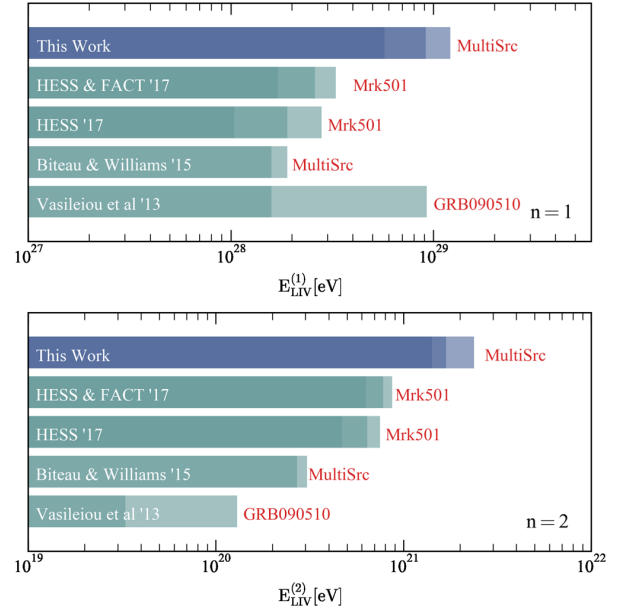 This Work MultiSrc
HESS & FACT '17 Mrk501
HESS '17 Mrk501
Biteau & Williams '15 MultiSrc
Vasileiou et al '13 GRB090510
n = 1
10^27 10^28 10^29
E_LIV^(1) [eV]
This Work MultiSrc
HESS & FACT '17 Mrk501
HESS '17 Mrk501
Biteau & Williams '15 MultiSrc
Vasileiou et al '13 GRB090510
n = 2
10^19 10^20 10^21 10^22
E_LIV^(2) [eV]